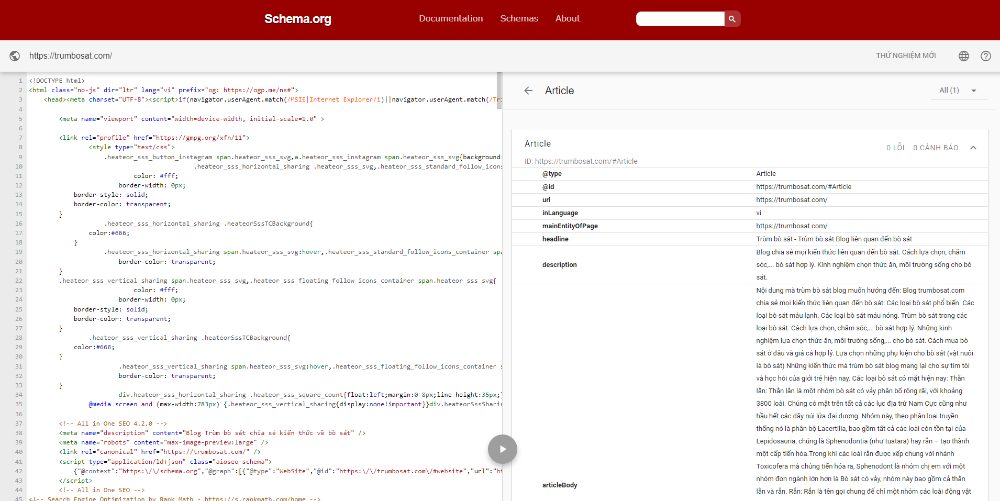 Schema.org
Documentation Schemas About
https://trumbosat.com/
THỬ NGHIỆM MỚI
1 <!DOCTYPE html>
2 <html class="no-js" dir="ltr" lang="vi" prefix="og: https://ogp.me/ns#">
3 <head><meta charset="UTF-8"><script>if(navigator.userAgent.match(/MSIE|Internet Explorer/i)||navigator.userAgent.match(/Tri
4
5 <meta name="viewport" content="width=device-width, initial-scale=1.0" >
6
7 <link rel="profile" href="https://gmpg.org/xfn/11">
8 <style type="text/css">
9 .heateor_sss_button_instagram span.heateor_sss_svg,a.heateor_sss_instagram span.heateor_sss_svg{background:
10 .heateor_sss_horizontal_sharing .heateor_sss_svg,.heateor_sss_standard_follow_icons
11 color: #fff;
12 border-width: 0px;
13 border-style: solid;
14 border-color: transparent;
15 }
16 .heateor_sss_horizontal_sharing .heateorSssTCBackground{
17 color:#666;
18 }
19 .heateor_sss_horizontal_sharing span.heateor_sss_svg:hover,.heateor_sss_standard_follow_icons_container spa
20 border-color: transparent;
21 }
22 .heateor_sss_vertical_sharing span.heateor_sss_svg,.heateor_sss_floating_follow_icons_container span.heateor_sss_svg{
23 color: #fff;
24 border-width: 0px;
25 border-style: solid;
26 border-color: transparent;
27 }
28 .heateor_sss_vertical_sharing .heateorSssTCBackground{
29 color:#666;
30 }
31 .heateor_sss_vertical_sharing span.heateor_sss_svg:hover,.heateor_sss_floating_follow_icons_container s
32 border-color: transparent;
33 }
34 div.heateor_sss_horizontal_sharing .heateor_sss_square_count{float:left;margin:0 8px;line-height:35px;}
35 @media screen and (max-width:783px) {.heateor_sss_vertical_sharing{display:none!important}}div.heateorSssSharin
36
37 <!-- All in One SEO 4.2.0 -->
38 <meta name="description" content="Blog Trùm bò sát chia sẻ kiến thức về bò sát" />
39 <meta name="robots" content="max-image-preview:large" />
40 <link rel="canonical" href="https://trumbosat.com/" />
41 <script type="application/ld+json" class="aioseo-schema">
42 {"@context":"https:\/\/schema.org","@graph":[{"@type":"WebSite","@id":"https:\/\/trumbosat.com\/#website","url":"ht
43 </script>
44 <!-- All in One SEO -->
45 <!-- Search Engine Optimization by Rank Math - https://s.rankmath.com/home -->
Article
All (1)
Article
0 LỖI 0 CẢNH BÁO
ID: https://trumbosat.com/#Article
@type Article
@id https://trumbosat.com/#Article
url https://trumbosat.com/
inLanguage vi
mainEntityOfPage https://trumbosat.com/
headline Trùm bò sát - Trùm bò sát Blog liên quan đến bò sát
Blog chia sẻ mọi kiến thức liên quan đến bò sát. Cách lựa chọn, chăm
description sóc,... bò sát hợp lý. Kinh nghiệm chọn thức ăn, môi trường sống cho bò
sát.
Nội dung mà trùm bò sát blog muốn hướng đến: Blog trumbosat.com
chia sẻ mọi kiến thức liên quan đến bò sát: Các loại bò sát phổ biến. Các
loại bò sát máu lạnh. Các loại bò sát máu nóng. Trùm bò sát trong các
loại bò sát. Cách lựa chọn, chăm sóc,... bò sát hợp lý. Những kinh
nghiệm lựa chọn thức ăn, môi trường sống,... cho bò sát. Cách mua bò
sát ở đâu và giá cả hợp lý. Lựa chọn những phụ kiện cho bò sát (vật nuôi
là bò sát) Những kiến thức mà trùm bò sát blog mang lại cho sự tìm tòi
và học hỏi của giới trẻ hiện nay. Các loại bò sát có mặt hiện nay: Thằn
lằn: Thằn lằn là một nhóm bò sát có vảy phân bố rộng rãi, với khoảng
3800 loài. Chúng có mặt trên tất cả các lục địa trừ Nam Cực cũng như
hầu hết các dãy núi lửa đại dương. Nhóm này, theo phân loại truyền
thống nó là phân bộ Lacertilia, bao gồm tất cả các loài còn tồn tại của
Lepidosauria, chúng là Sphenodontia (như tuatara) hay rắn – tạo thành
một cấp tiến hóa.Trong khi các loài rắn được xếp chung với nhánh
Toxicofera mà chúng tiến hóa ra, Sphenodont là nhóm chị em với một
nhóm đơn ngành lớn hơn là Bò sát có vảy, nhóm này bao gồm cả thằn
articleBody
lằn và rắn. Rắn: Rắn là tên gọi chung để chỉ một nhóm các loài động vật